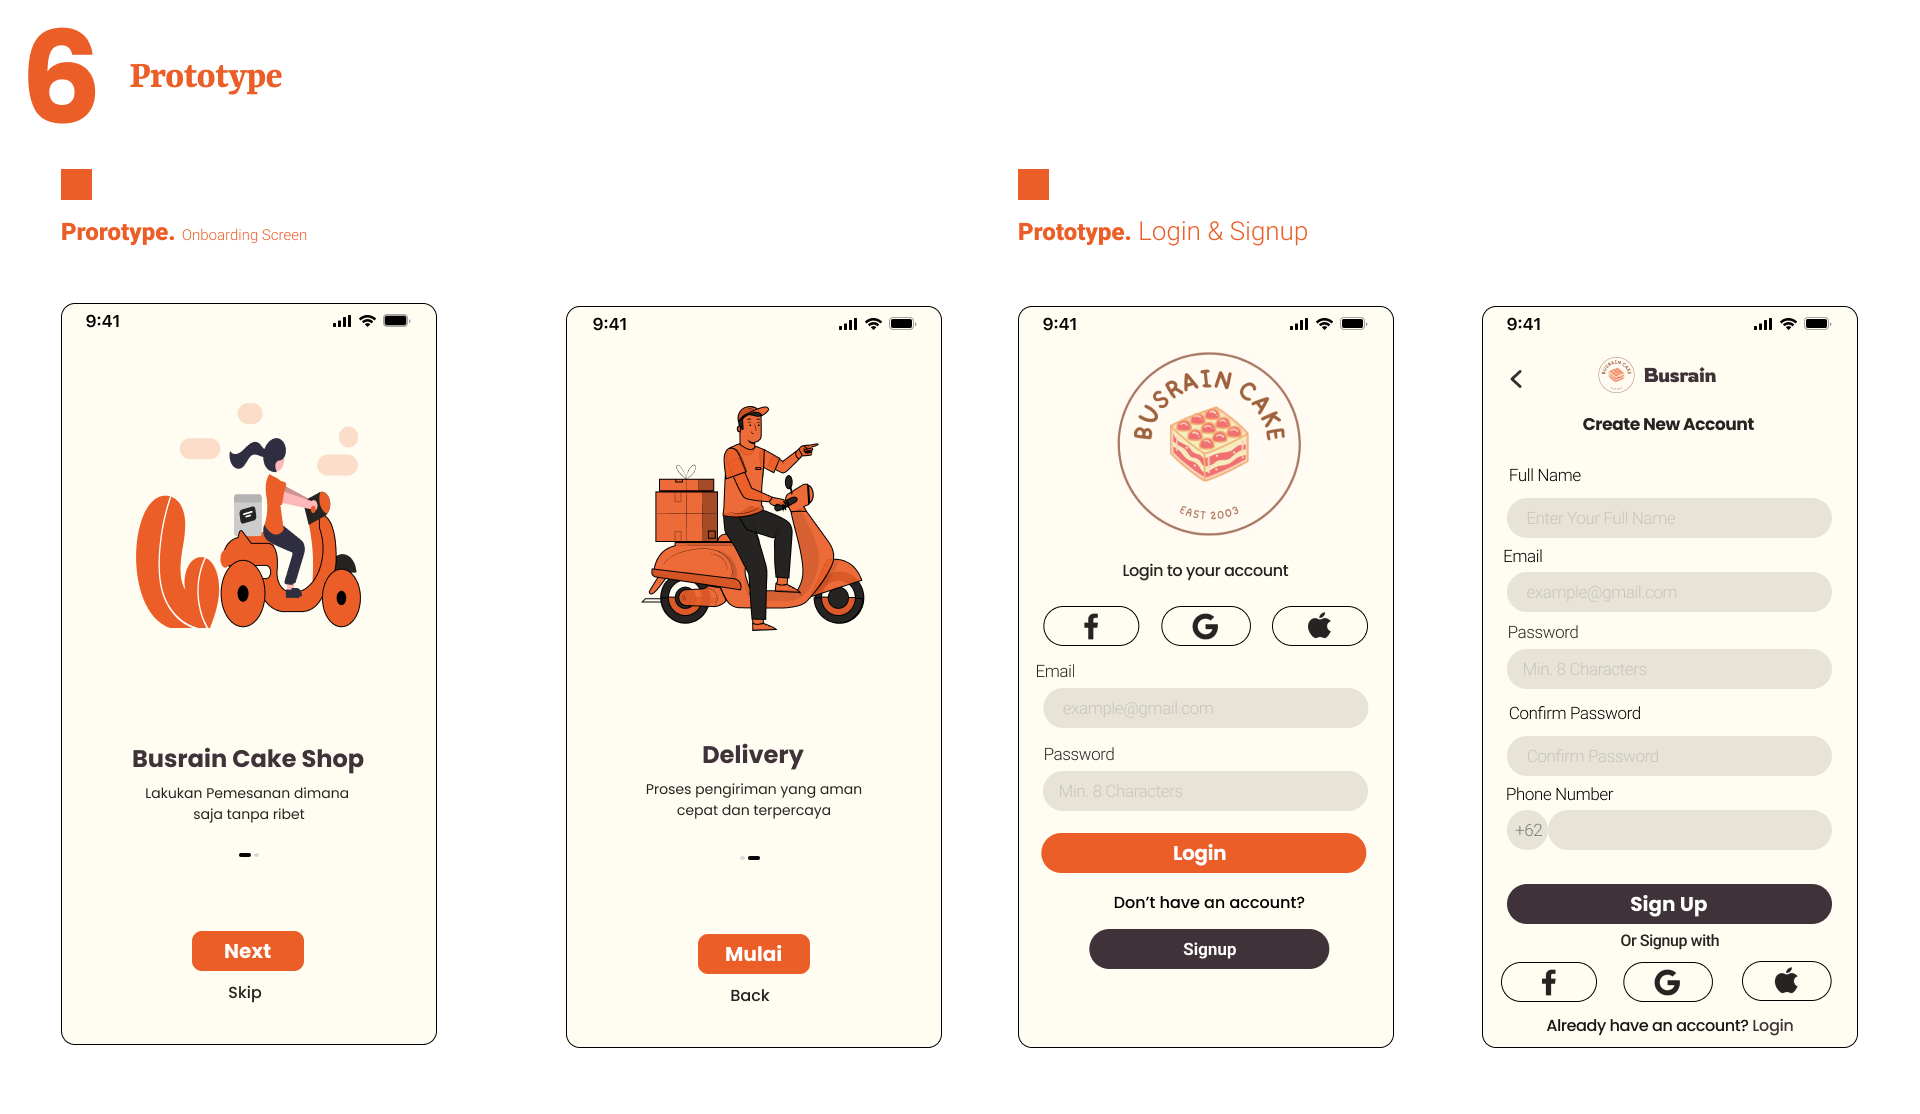 6 Prototype
Prorotype. Onboarding Screen
9:41
Busrain Cake Shop
Lakukan Pemesanan dimana
saja tanpa ribet
Next
Skip
9:41
Delivery
Proses pengiriman yang aman
cepat dan terpercaya
Mulai
Back
Prototype. Login & Signup
9:41
BUSRAIN CAKE
EAST 2003
Login to your account
Email
example@gmail.com
Password
Min. 8 Characters
Login
Don't have an account?
Signup
9:41
BUSRAIN CAKE
Busrain
Create New Account
Full Name
Enter Your Full Name
Email
example@gmail.com
Password
Min. 8 Characters
Confirm Password
Confirm Password
Phone Number
+62
Sign Up
Or Signup with
Already have an account? Login